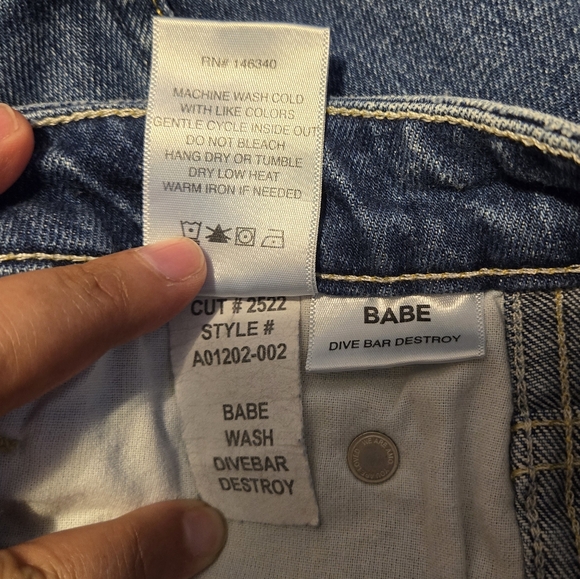 RN# 146340
MACHINE WASH COLD
WITH LIKE COLORS
GENTLE CYCLE INSIDE OUT
DO NOT BLEACH
HANG DRY OR TUMBLE
DRY LOW HEAT
WARM IRON IF NEEDED
CUT # 2522
STYLE #
A01202-002
BABE
WASH
DIVEBAR
DESTROY
BABE
DIVE BAR DESTROY